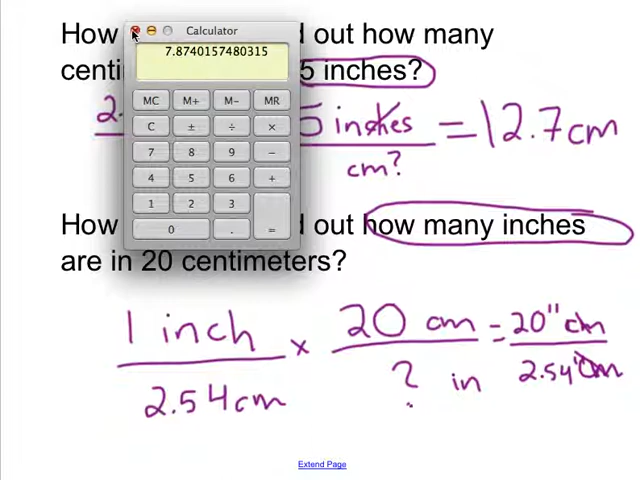 How d out how many
centi 5 inches?
2. 5 inches = 12.7cm
cm?
Calculator
7.8740157480315
MC M+ M- MR
C ± ÷ ×
7 8 9 −
4 5 6 +
1 2 3
0 . =
How d out how many inches
are in 20 centimeters?
1 inch × 20 cm = 20" cm
2.54cm ? in 2.54 cm
Extend Page